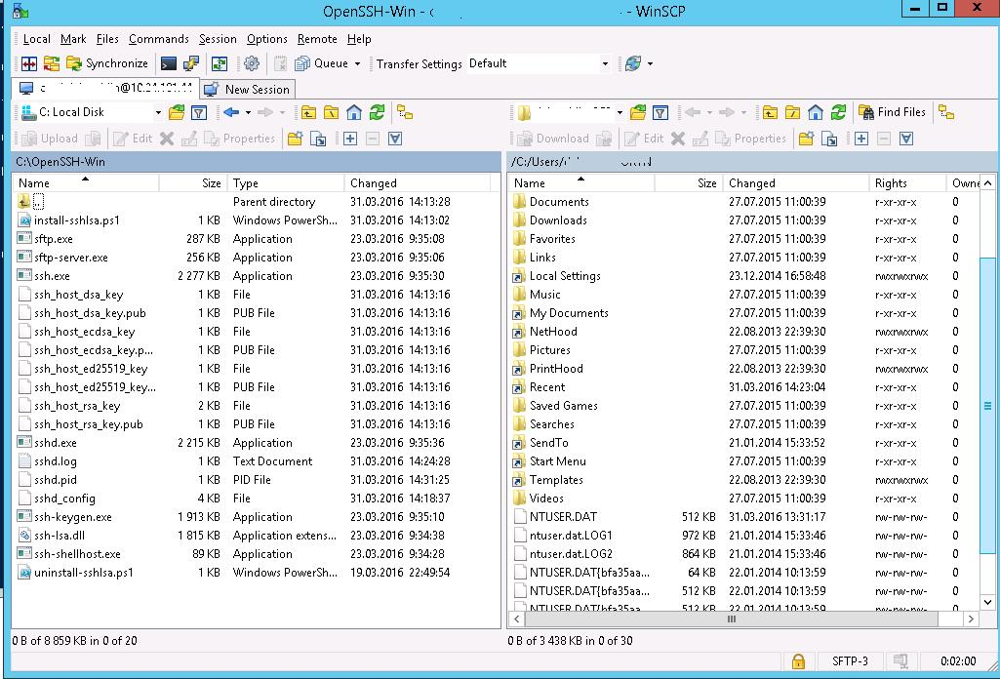 OpenSSH-Win - - WinSCP
Local Mark Files Commands Session Options Remote Help
Synchronize Queue Transfer Settings Default
New Session
C: Local Disk Find Files
Upload Edit Properties Download Edit Properties
C:\OpenSSH-Win /C:/Users/
Name Size Type Changed Name Size Changed Rights Owne
.. Parent directory 31.03.2016 14:13:28 Documents 27.07.2015 11:00:39 r-xr-xr-x 0
install-sshlsa.ps1 1 KB Windows PowerSh... 31.03.2016 14:13:02 Downloads 27.07.2015 11:00:39 r-xr-xr-x 0
sftp.exe 287 KB Application 23.03.2016 9:35:08 Favorites 27.07.2015 11:00:39 r-xr-xr-x 0
sftp-server.exe 256 KB Application 23.03.2016 9:35:06 Links 27.07.2015 11:00:39 r-xr-xr-x 0
ssh.exe 2 277 KB Application 23.03.2016 9:35:30 Local Settings 23.12.2014 16:58:48 rwxrwxrwx 0
ssh_host_dsa_key 1 KB File 31.03.2016 14:13:16 Music 27.07.2015 11:00:39 r-xr-xr-x 0
ssh_host_dsa_key.pub 1 KB PUB File 31.03.2016 14:13:16 My Documents 27.07.2015 11:00:39 r-xr-xr-x 0
ssh_host_ecdsa_key 1 KB File 31.03.2016 14:13:16 NetHood 22.08.2013 22:39:30 rwxrwxrwx 0
ssh_host_ecdsa_key.p... 1 KB PUB File 31.03.2016 14:13:16 Pictures 27.07.2015 11:00:39 r-xr-xr-x 0
ssh_host_ed25519_key 1 KB File 31.03.2016 14:13:16 PrintHood 22.08.2013 22:39:30 rwxrwxrwx 0
ssh_host_ed25519_key... 1 KB PUB File 31.03.2016 14:13:16 Recent 31.03.2016 14:23:04 r-xr-xr-x 0
ssh_host_rsa_key 2 KB File 31.03.2016 14:13:16 Saved Games 27.07.2015 11:00:39 r-xr-xr-x 0
ssh_host_rsa_key.pub 1 KB PUB File 31.03.2016 14:13:16 Searches 27.07.2015 11:00:39 r-xr-xr-x 0
sshd.exe 2 215 KB Application 23.03.2016 9:35:36 SendTo 21.01.2014 15:33:52 r-xr-xr-x 0
sshd.log 1 KB Text Document 31.03.2016 14:24:28 Start Menu 27.07.2015 11:00:39 r-xr-xr-x 0
sshd.pid 1 KB PID File 31.03.2016 14:31:25 Templates 22.08.2013 22:39:30 rwxrwxrwx 0
sshd_config 4 KB File 31.03.2016 14:18:37 Videos 27.07.2015 11:00:39 r-xr-xr-x 0
ssh-keygen.exe 1 913 KB Application 23.03.2016 9:35:10 NTUSER.DAT 512 KB 31.03.2016 13:31:17 rw-rw-rw- 0
ssh-lsa.dll 1 815 KB Application extens... 23.03.2016 9:34:38 ntuser.dat.LOG1 972 KB 21.01.2014 15:33:46 rw-rw-rw- 0
ssh-shellhost.exe 89 KB Application 23.03.2016 9:34:28 ntuser.dat.LOG2 864 KB 21.01.2014 15:33:46 rw-rw-rw- 0
uninstall-sshlsa.ps1 1 KB Windows PowerSh... 19.03.2016 22:49:54 NTUSER.DAT{bfa35aa... 64 KB 22.01.2014 10:13:59 rw-rw-rw- 0
NTUSER.DAT{bfa35aa... 512 KB 22.01.2014 10:13:59 rw-rw-rw- 0
NTUSER.DAT{bfa35aa... 512 KB 22.01.2014 10:13:59 rw-rw-rw- 0
0 B of 8 859 KB in 0 of 20 0 B of 3 438 KB in 0 of 30
SFTP-3 0:02:00